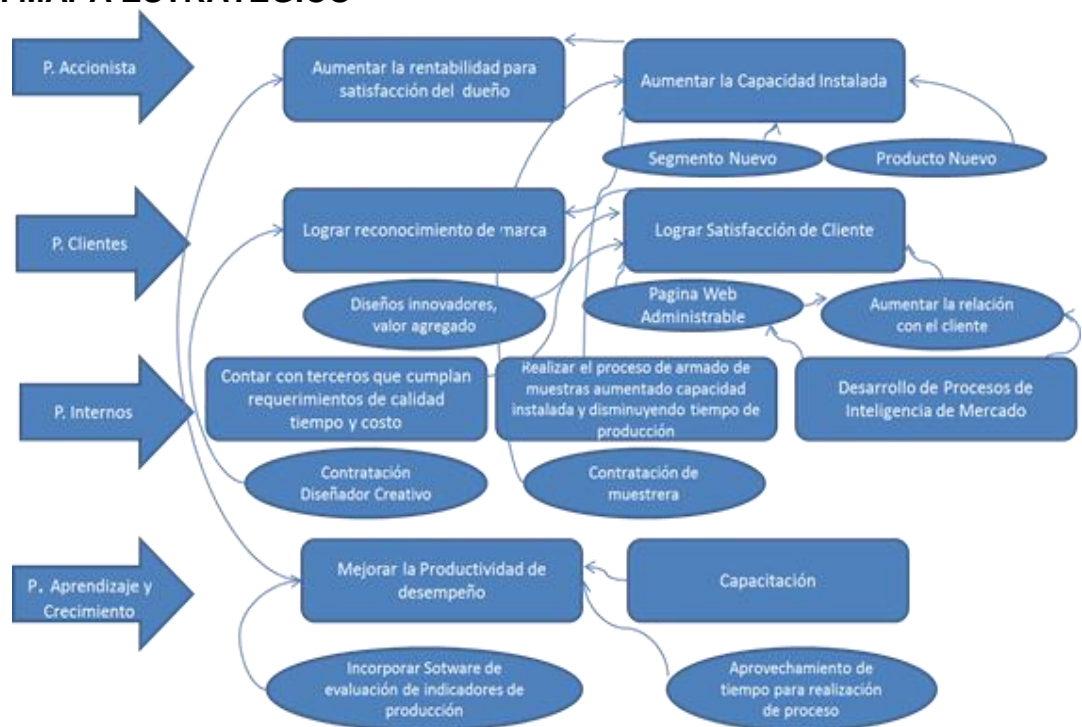 MAPA ESTRATÉGICO
P. Accionista
Aumentar la rentabilidad para
satisfacción del dueño
Aumentar la Capacidad Instalada
Segmento Nuevo
Producto Nuevo
P. Clientes
Lograr reconocimiento de marca
Lograr Satisfacción de Cliente
Diseños innovadores,
valor agregado
Pagina Web
Administrable
Aumentar la relación
con el cliente
P. Internos
Contar con terceros que cumplan
requerimientos de calidad
tiempo y costo
Realizar el proceso de armado de
muestras aumentado capacidad
instalada y disminuyendo tiempo de
producción
Desarrollo de Procesos de
Inteligencia de Mercado
Contratación
Diseñador Creativo
Contratación de
muestrera
P. Aprendizaje y
Crecimiento
Mejorar la Productividad de
desempeño
Capacitación
Incorporar Sotware de
evaluación de indicadores de
producción
Aprovechamiento de
tiempo para realización
de proceso